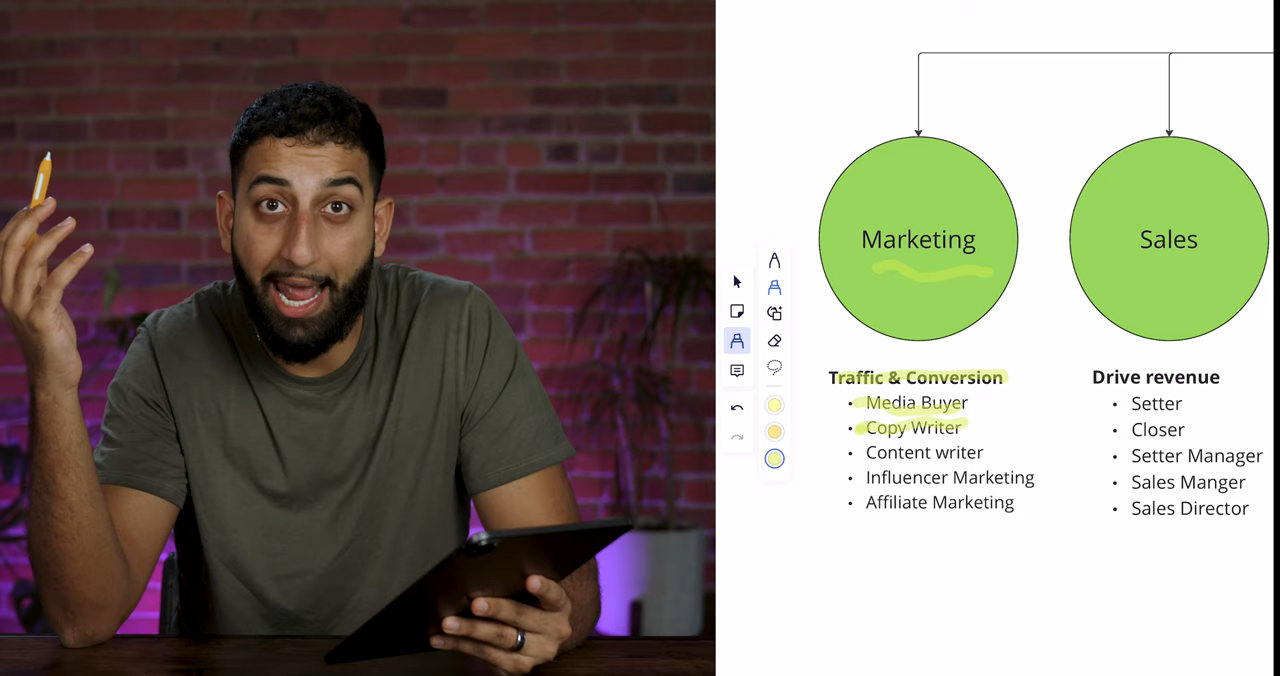 Marketing
Sales
Traffic & Conversion
• Media Buyer
• Copy Writer
• Content writer
• Influencer Marketing
• Affiliate Marketing
Drive revenue
• Setter
• Closer
• Setter Manager
• Sales Manger
• Sales Director